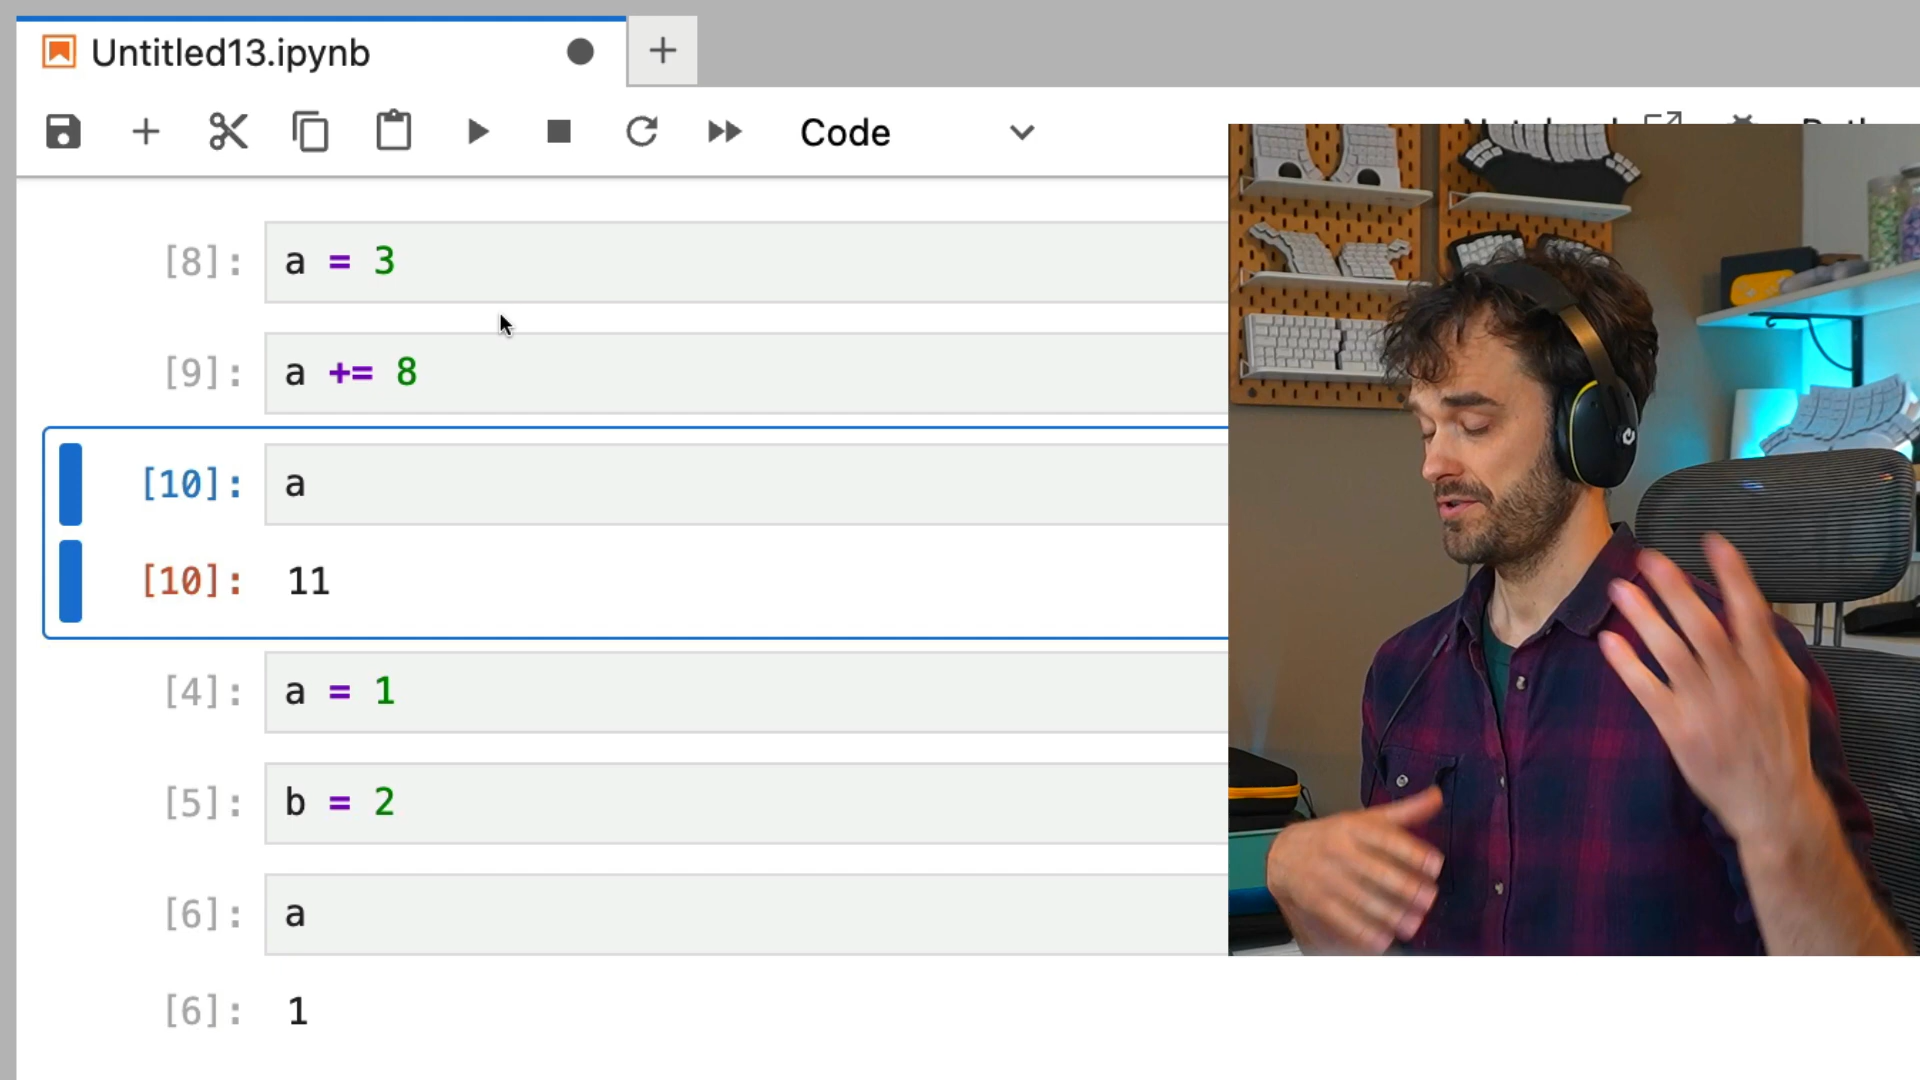 Untitled13.ipynb
Code
[8]: a = 3
[9]: a += 8
[10]: a
[10]: 11
[4]: a = 1
[5]: b = 2
[6]: a
[6]: 1